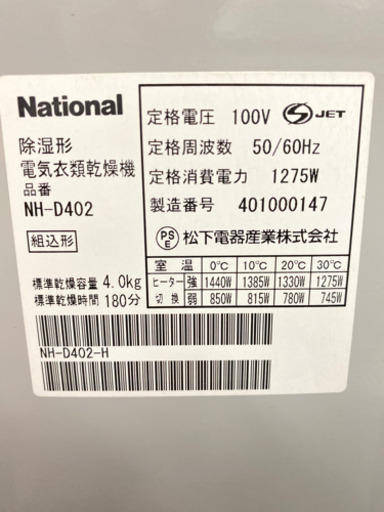 National
除湿形
電気衣類乾燥機
品番
NH-D402
組込形
標準乾燥容量 4.0kg
標準乾燥時間 180分
定格電圧 100V S JET
定格周波数 50/60Hz
定格消費電力 1275W
製造番号 401000147
PS E 松下電器産業株式会社
室温 0℃ 10℃ 20℃ 30℃
ヒーター 強 1440W 1385W 1330W 1275W
切換 弱 850W 815W 780W 745W
NH-D402-H